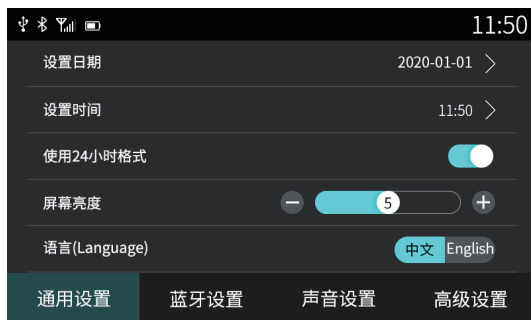 11:50
设置日期 2020-01-01
设置时间 11:50
使用24小时格式
屏幕亮度 5
语言(Language) 中文 English
通用设置 蓝牙设置 声音设置 高级设置